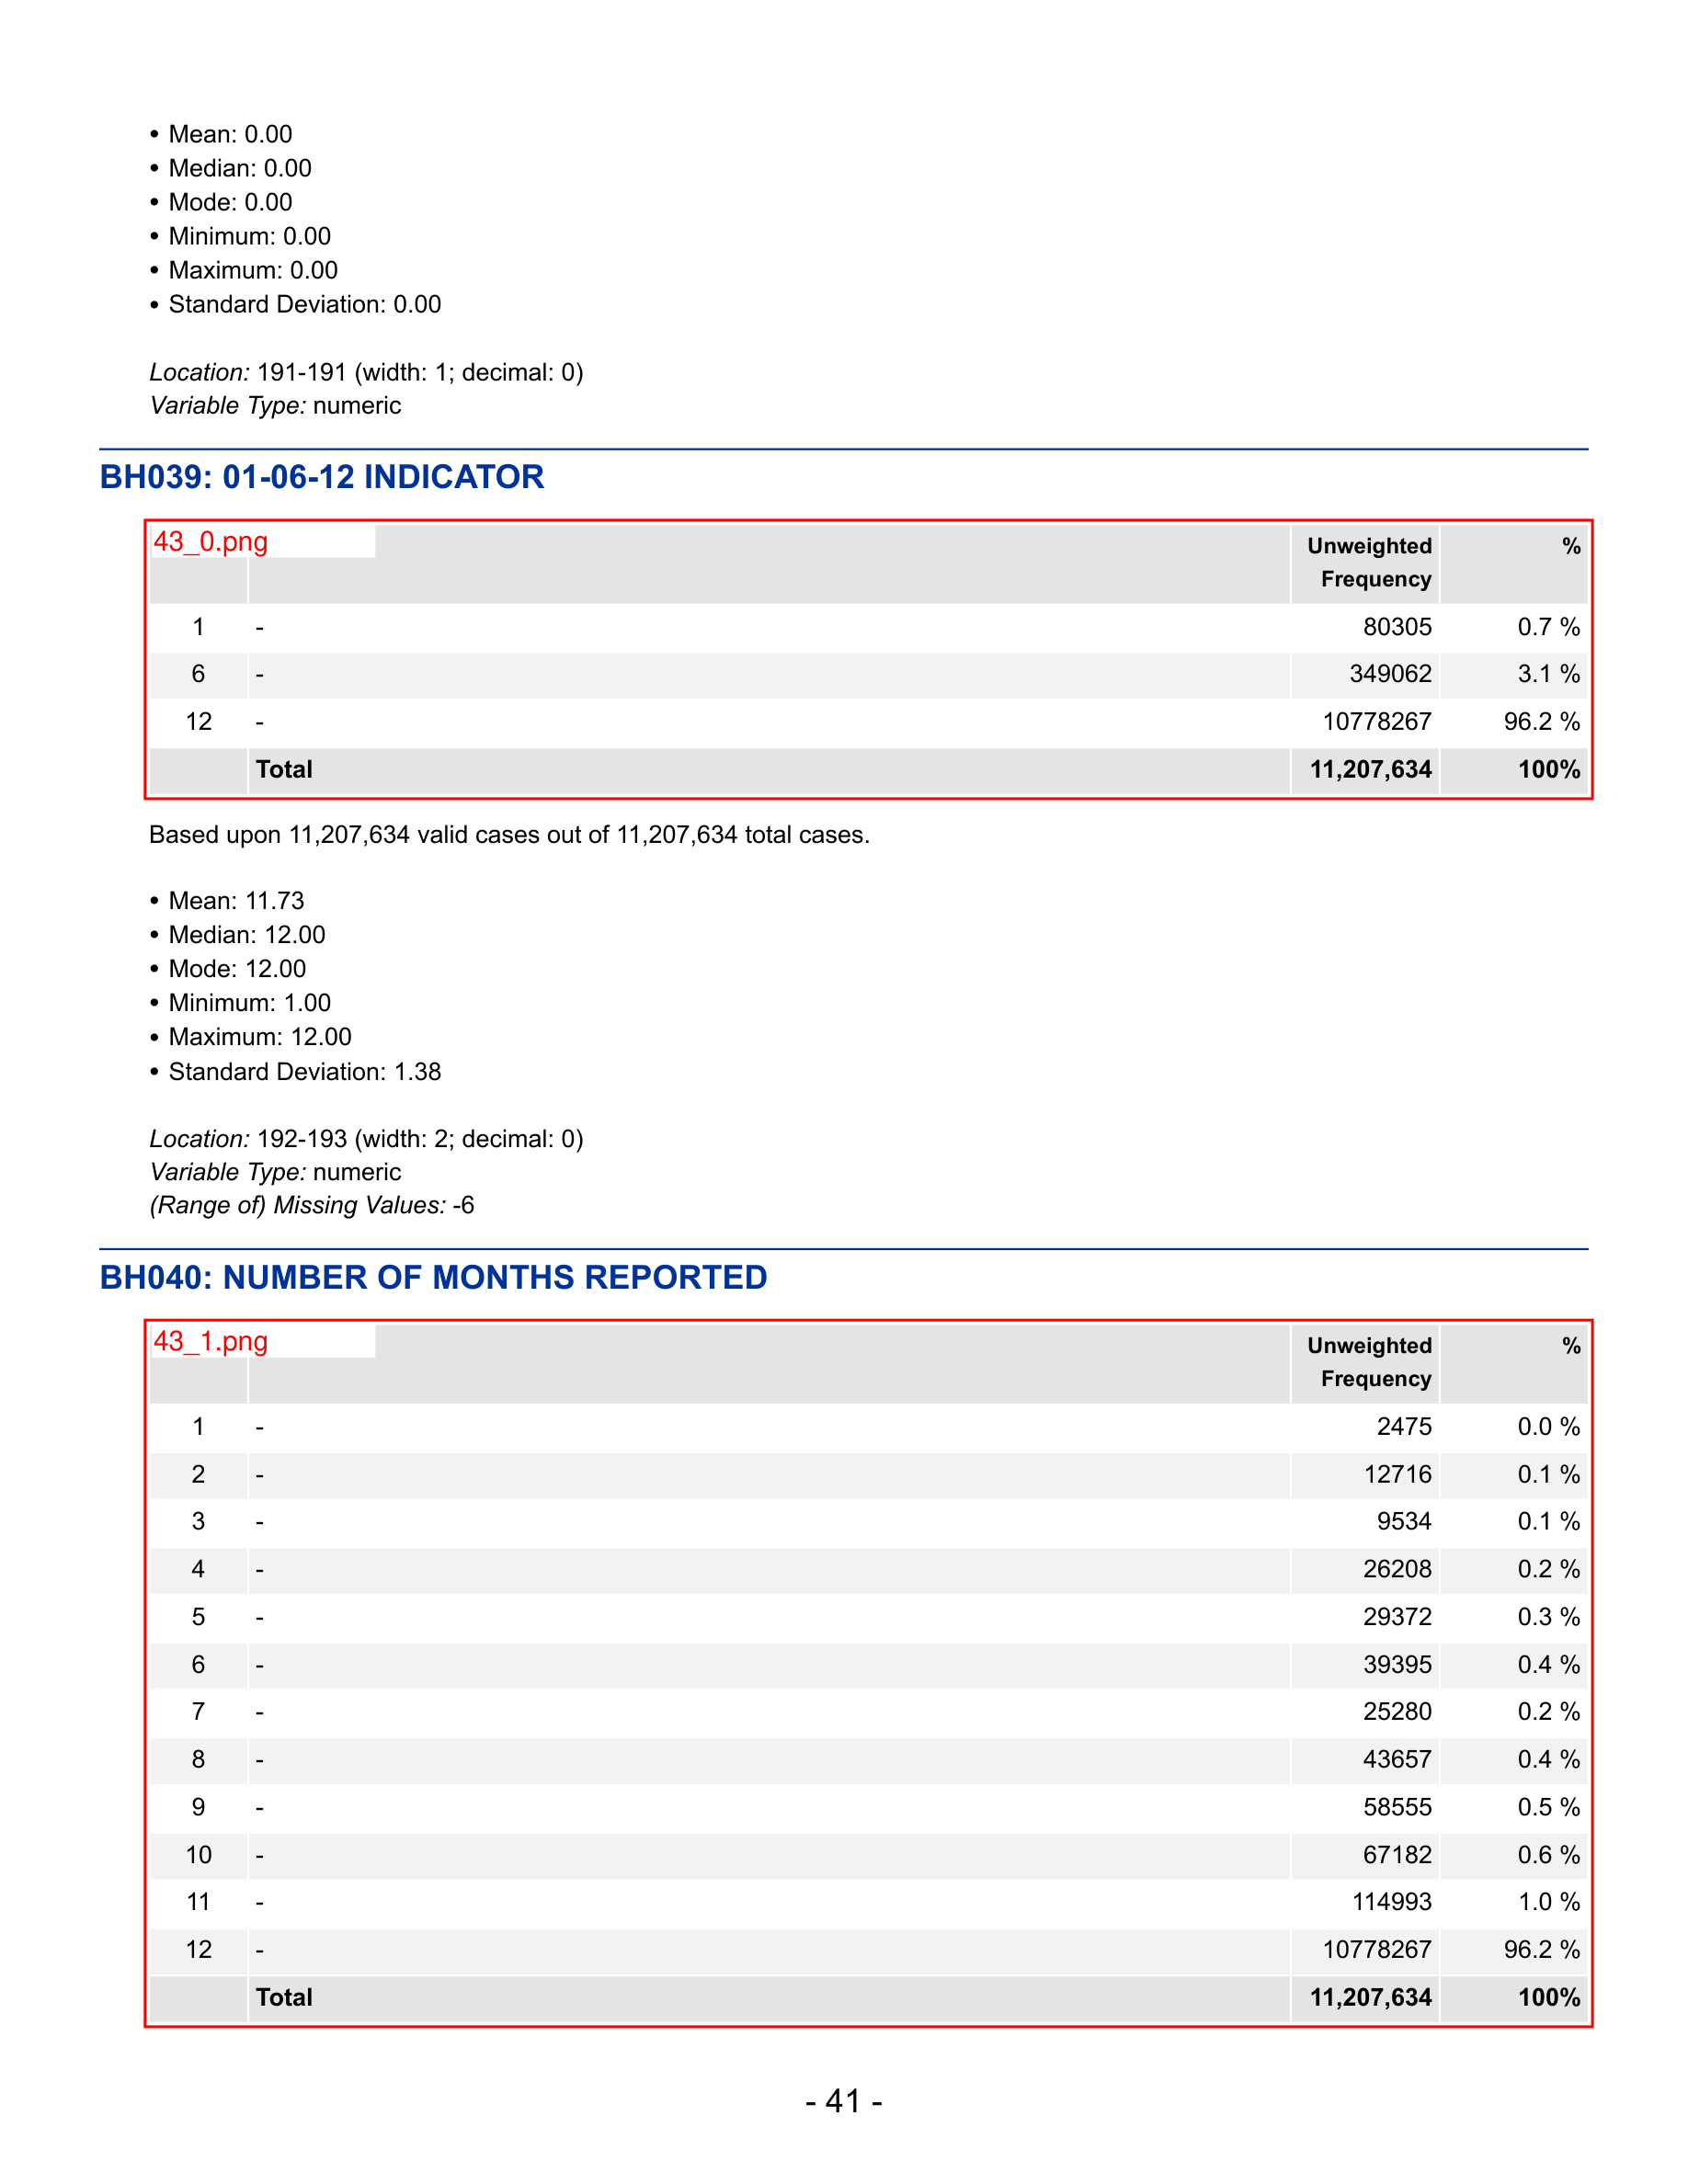 • Mean: 0.00
• Median: 0.00
• Mode: 0.00
• Minimum: 0.00
• Maximum: 0.00
• Standard Deviation: 0.00
Location: 191-191 (width: 1; decimal: 0)
Variable Type: numeric
BH039: 01-06-12 INDICATOR
43_0.png
Unweighted Frequency %
1 - 80305 0.7 %
6 - 349062 3.1 %
12 - 10778267 96.2 %
Total 11,207,634 100%
Based upon 11,207,634 valid cases out of 11,207,634 total cases.
• Mean: 11.73
• Median: 12.00
• Mode: 12.00
• Minimum: 1.00
• Maximum: 12.00
• Standard Deviation: 1.38
Location: 192-193 (width: 2; decimal: 0)
Variable Type: numeric
(Range of) Missing Values: -6
BH040: NUMBER OF MONTHS REPORTED
43_1.png
Unweighted Frequency %
1 - 2475 0.0 %
2 - 12716 0.1 %
3 - 9534 0.1 %
4 - 26208 0.2 %
5 - 29372 0.3 %
6 - 39395 0.4 %
7 - 25280 0.2 %
8 - 43657 0.4 %
9 - 58555 0.5 %
10 - 67182 0.6 %
11 - 114993 1.0 %
12 - 10778267 96.2 %
Total 11,207,634 100%
- 41 -